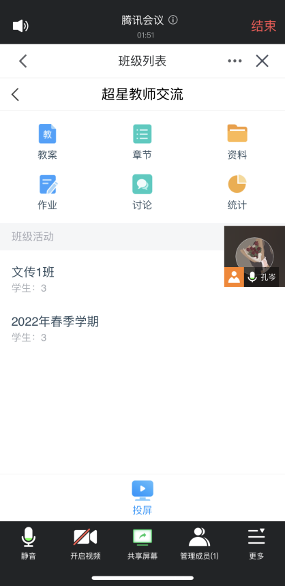 腾讯会议
01:51
结束
班级列表
超星教师交流
教
教案
章节
资料
作业
讨论
统计
班级活动
文传1班
学生：3
2022年春季学期
学生：3
孔岑
投屏
静音
开启视频
共享屏幕
管理成员(1)
更多